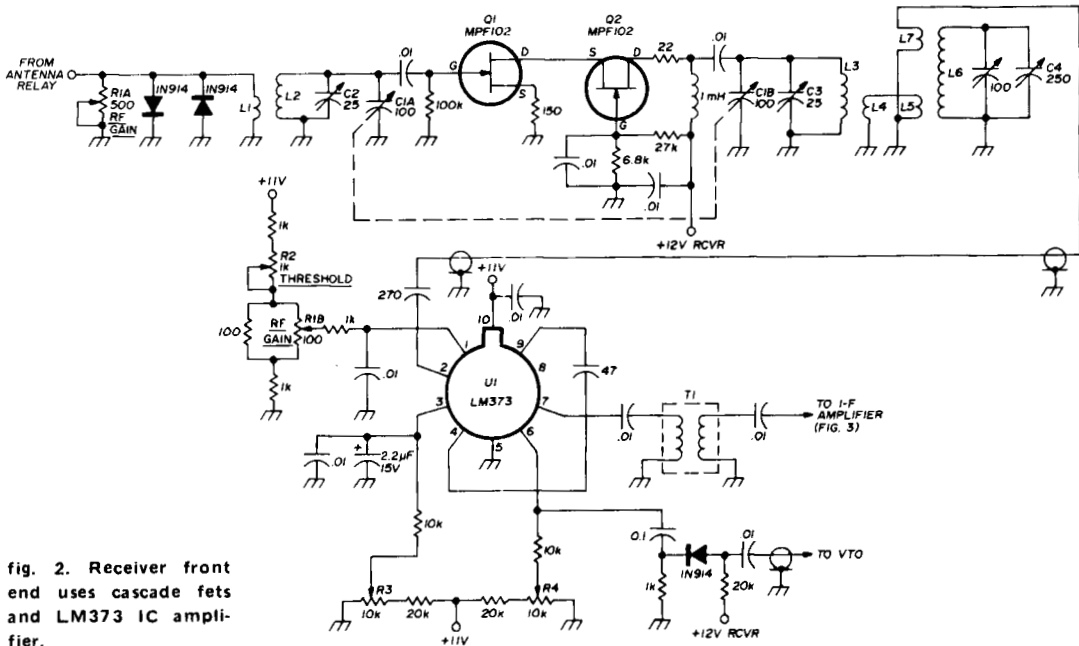 Q1
MPF102
Q2
MPF102
FROM
ANTENNA
RELAY
R1A
500
RF
GAIN
1N914
1N914
L1
L2
C2
25
C1A
100
.01
100k
G
D
S
150
S
D
G
22
.01
1mH
27k
6.8k
.01
.01
+12V RCVR
C1B
100
C3
25
L3
L4
L5
L7
L6
100
C4
250
+11V
1k
R2
1k
THRESHOLD
100
RF
GAIN
R1B
100
1k
1k
.01
270
+11V
.01
10
1
2
3
4
5
6
7
8
9
U1
LM373
47
.01
T1
.01
TO I-F
AMPLIFIER
(FIG. 3)
.01
+
2.2µF
15V
10k
R3
10k
20k
+11V
20k
R4
10k
10k
0.1
1k
1N914
.01
20k
+12V RCVR
TO VTO
fig. 2. Receiver front
end uses cascade fets
and LM373 IC ampli-
fier.